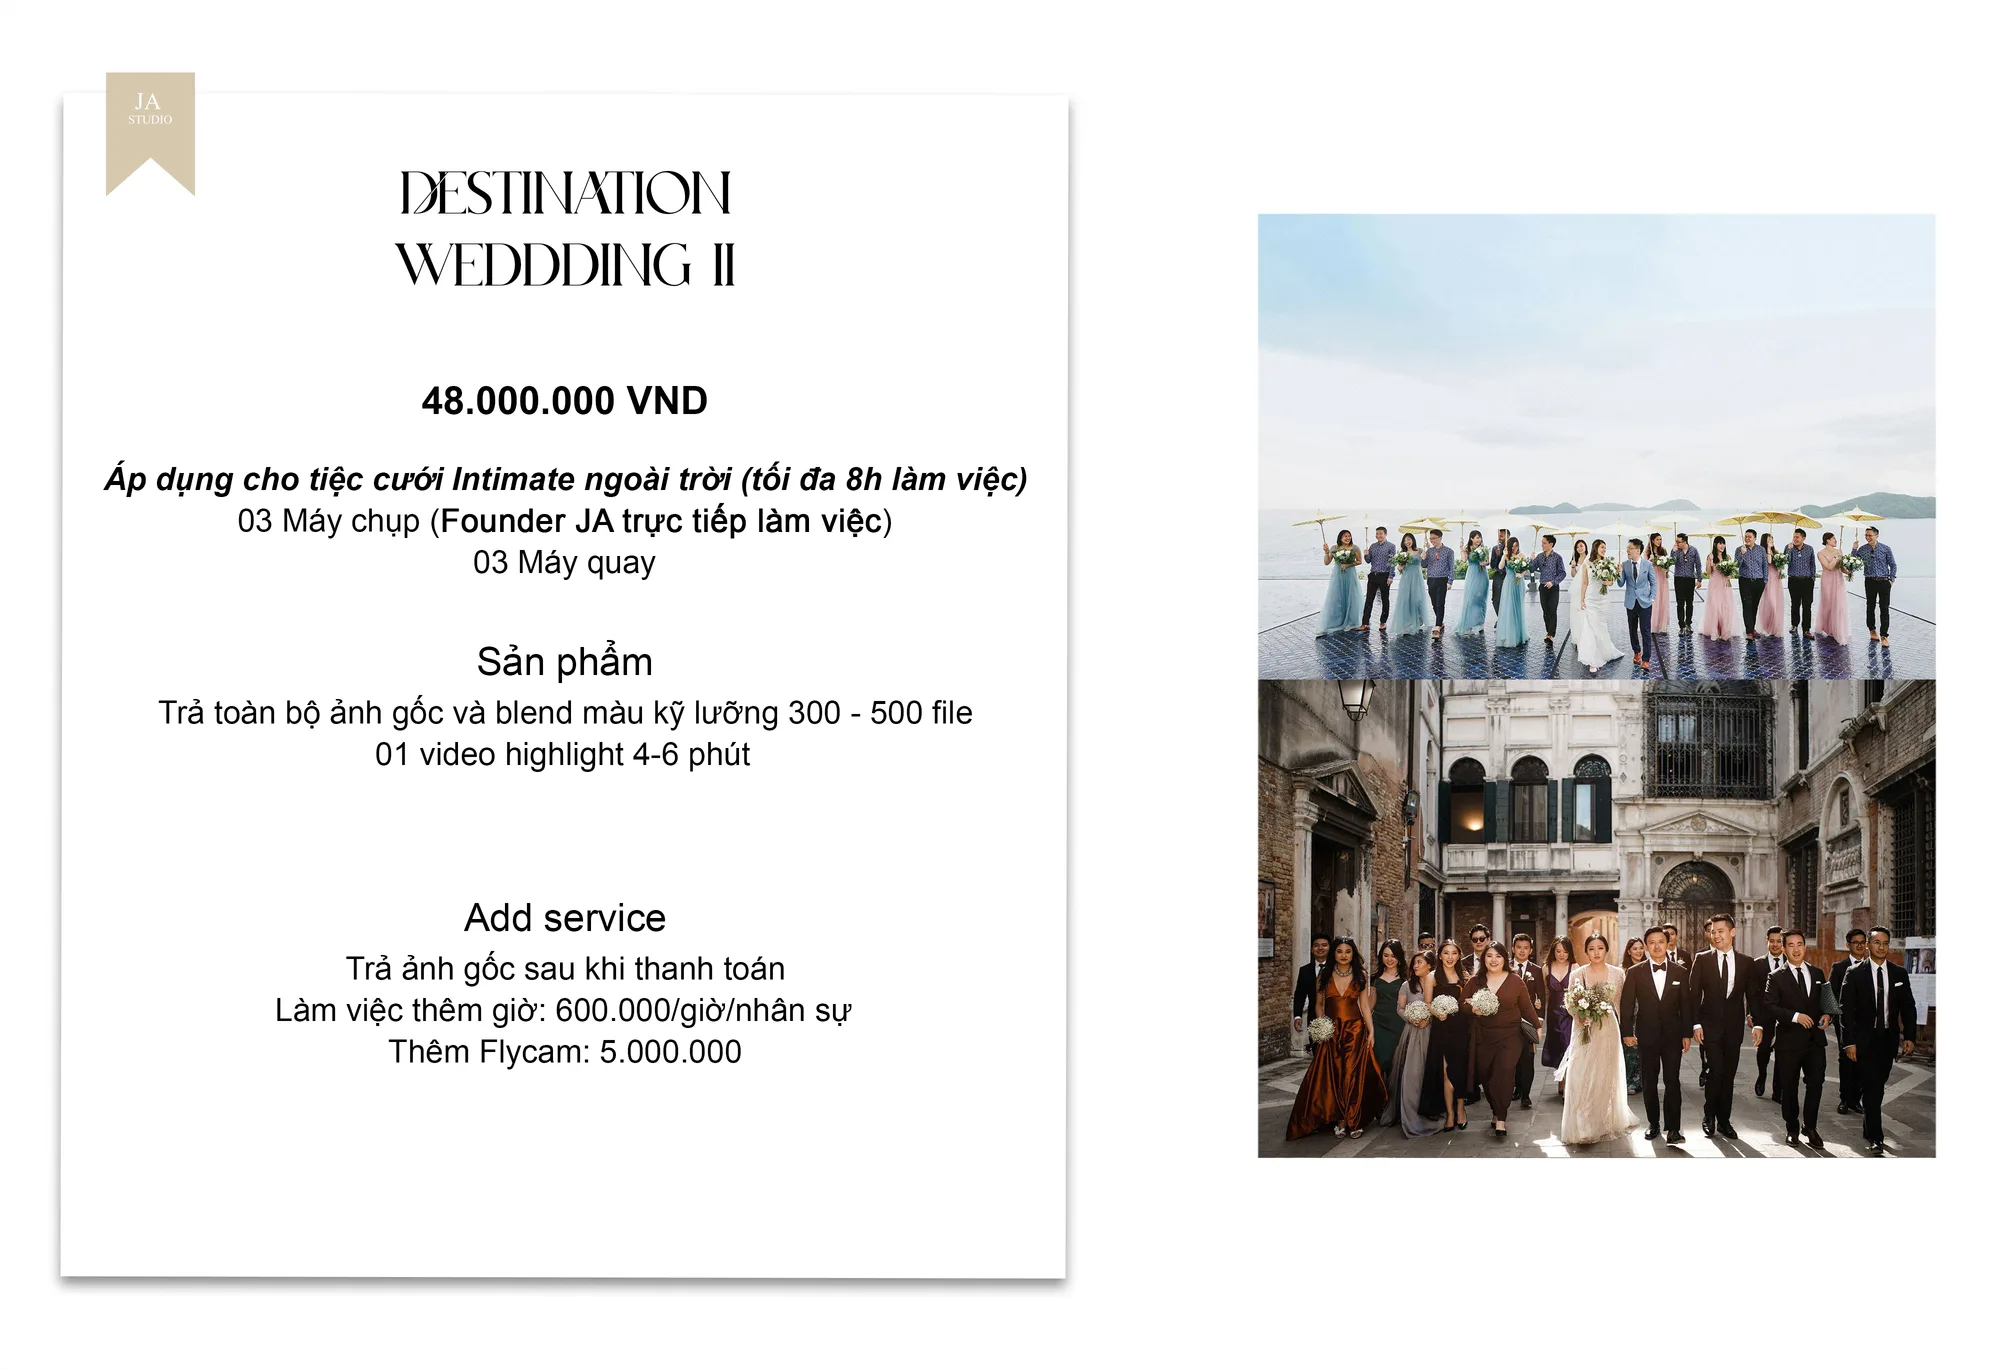 JA
STUDIO
DESTINATION
WEDDDING II
48.000.000 VND
Áp dụng cho tiệc cưới Intimate ngoài trời (tối đa 8h làm việc)
03 Máy chụp (Founder JA trực tiếp làm việc)
03 Máy quay
Sản phẩm
Trả toàn bộ ảnh gốc và blend màu kỹ lưỡng 300 - 500 file
01 video highlight 4-6 phút
Add service
Trả ảnh gốc sau khi thanh toán
Làm việc thêm giờ: 600.000/giờ/nhân sự
Thêm Flycam: 5.000.000